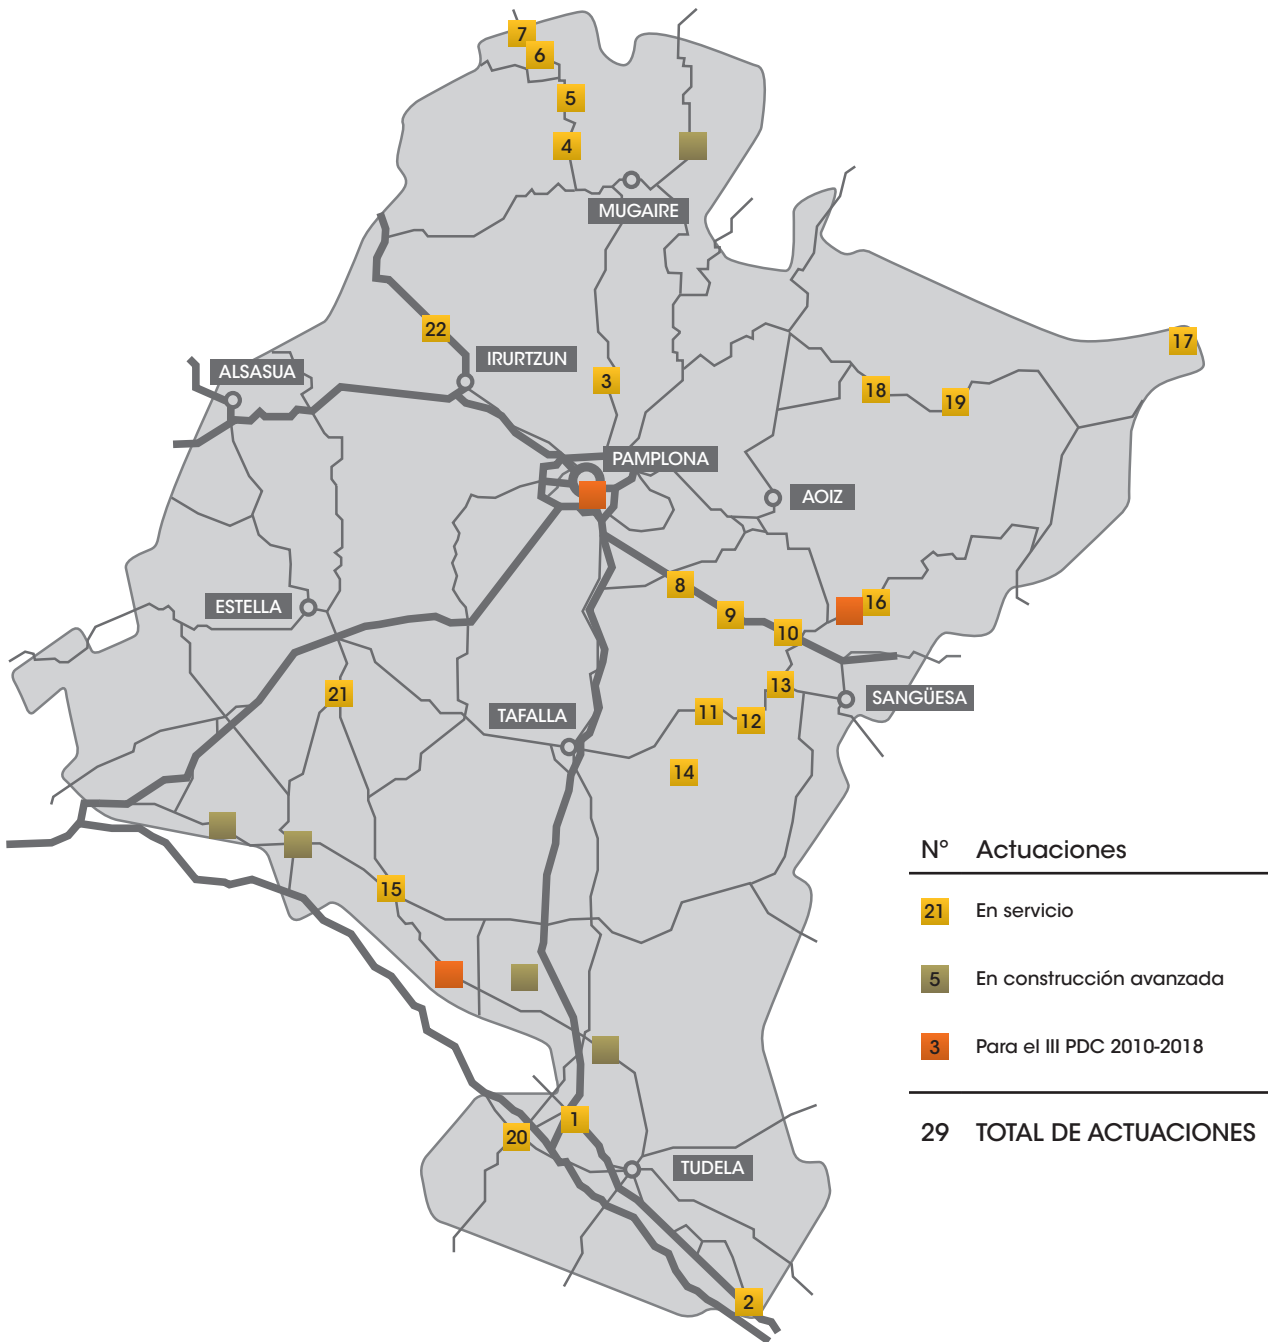 7
6
5
4
MUGAIRE
22
17
IRURTZUN
ALSASUA
3
18
19
PAMPLONA
AOIZ
8
ESTELLA
16
9
10
13
21
SANGÜESA
11
TAFALLA
12
14
15
1
20
TUDELA
2
N° Actuaciones
21 En servicio
5 En construcción avanzada
3 Para el III PDC 2010-2018
29 TOTAL DE ACTUACIONES